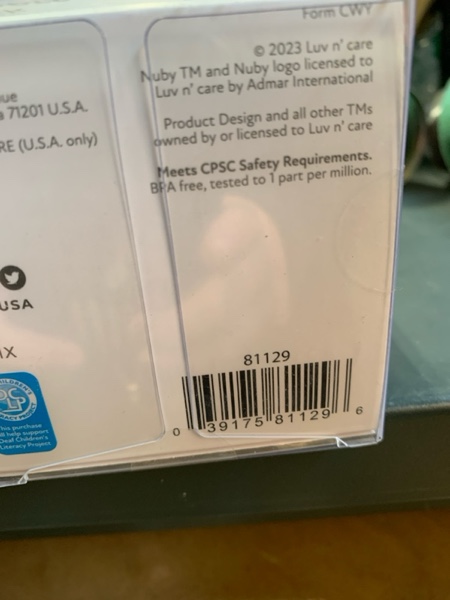 Form CWY
© 2023 Luv n' care
Nuby TM and Nuby logo licensed to
Luv n' care by Admar International
Product Design and all other TMs
owned by or licensed to Luv n' care
Meets CPSC Safety Requirements.
BPA free, tested to 1 part per million.
ue
71201 U.S.A.
RE (U.S.A. only)
USA
IX
This purchase
will help support
Deaf Children's
Literacy Project
81129
0 39175 81129 6